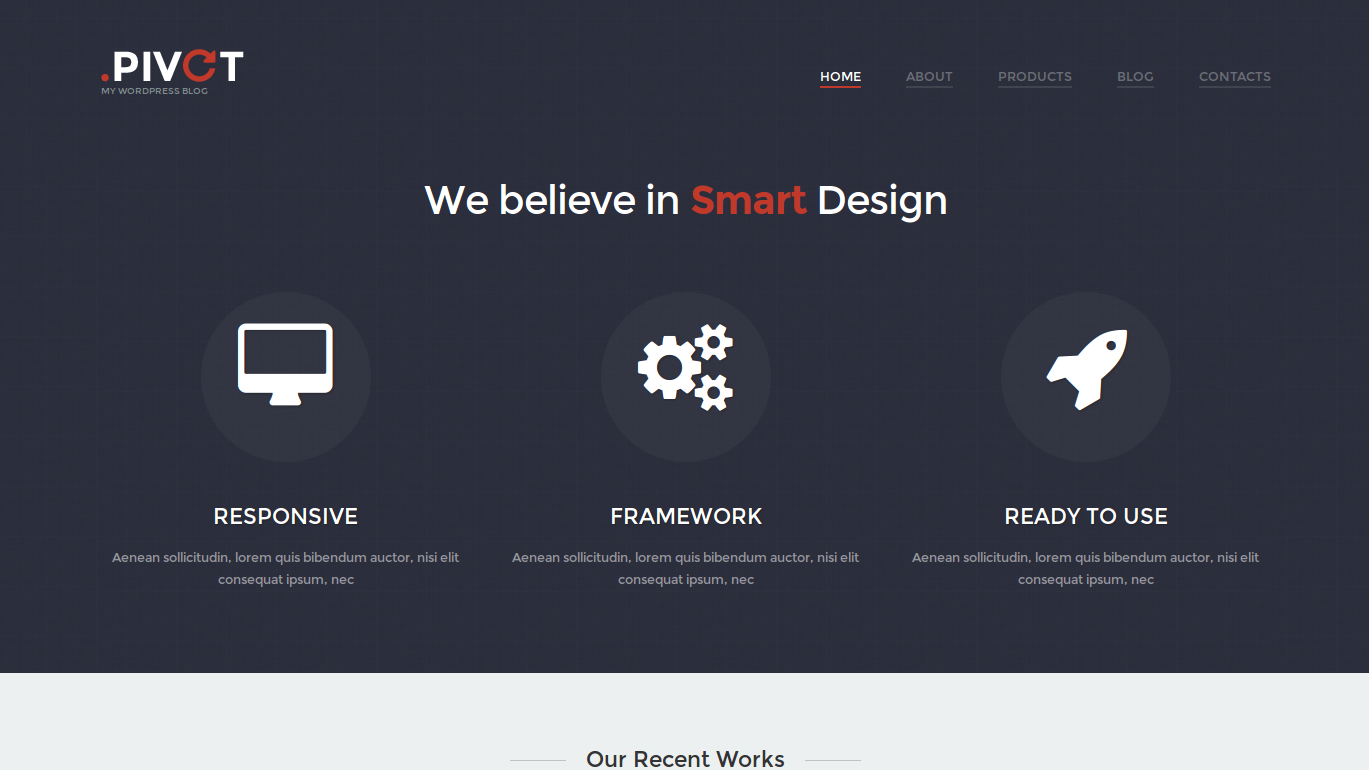 .PIVOT
MY WORDPRESS BLOG
HOME ABOUT PRODUCTS BLOG CONTACTS
We believe in Smart Design
RESPONSIVE
Aenean sollicitudin, lorem quis bibendum auctor, nisi elit
consequat ipsum, nec
FRAMEWORK
Aenean sollicitudin, lorem quis bibendum auctor, nisi elit
consequat ipsum, nec
READY TO USE
Aenean sollicitudin, lorem quis bibendum auctor, nisi elit
consequat ipsum, nec
Our Recent Works